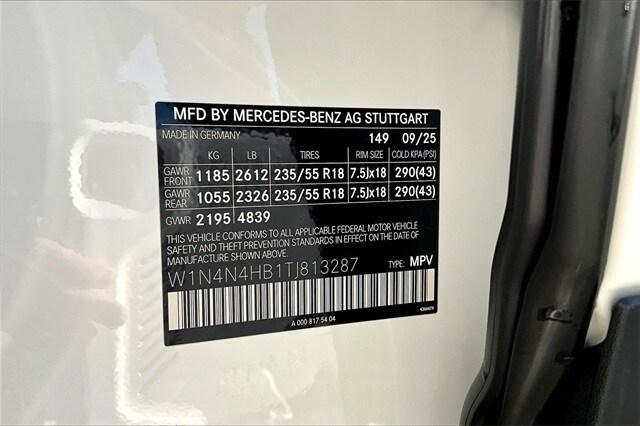 MFD BY MERCEDES-BENZ AG STUTTGART
MADE IN GERMANY 149 09/25
KG LB TIRES RIM SIZE COLD KPA (PSI)
GAWR FRONT 1185 2612 235/55 R18 7.5Jx18 290(43)
GAWR REAR 1055 2326 235/55 R18 7.5Jx18 290(43)
GVWR 2195 4839
THIS VEHICLE CONFORMS TO ALL APPLICABLE FEDERAL MOTOR VEHICLE
SAFETY AND THEFT PREVENTION STANDARDS IN EFFECT ON THE DATE OF
MANUFACTURE SHOWN ABOVE.
W1N4N4HB1TJ813287 TYPE: MPV
A 000 817 54 04